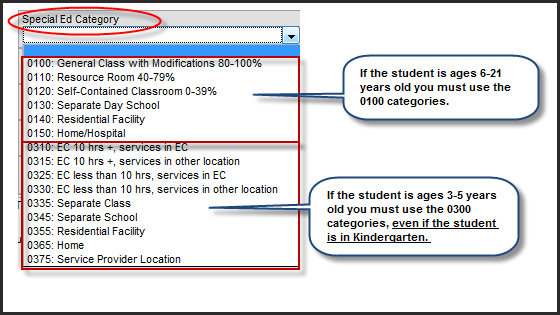 Special Ed Category
0100: General Class with Modifications 80-100%
0110: Resource Room 40-79%
0120: Self-Contained Classroom 0-39%
0130: Separate Day School
0140: Residential Facility
0150: Home/Hospital
0310: EC 10 hrs +, services in EC
0315: EC 10 hrs +, services in other location
0325: EC less than 10 hrs, services in EC
0330: EC less than 10 hrs, services in other location
0335: Separate Class
0345: Separate School
0355: Residential Facility
0365: Home
0375: Service Provider Location
If the student is ages 6-21
years old you must use the
0100 categories.
If the student is ages 3-5 years
old you must use the 0300
categories, even if the student
is in Kindergarten.